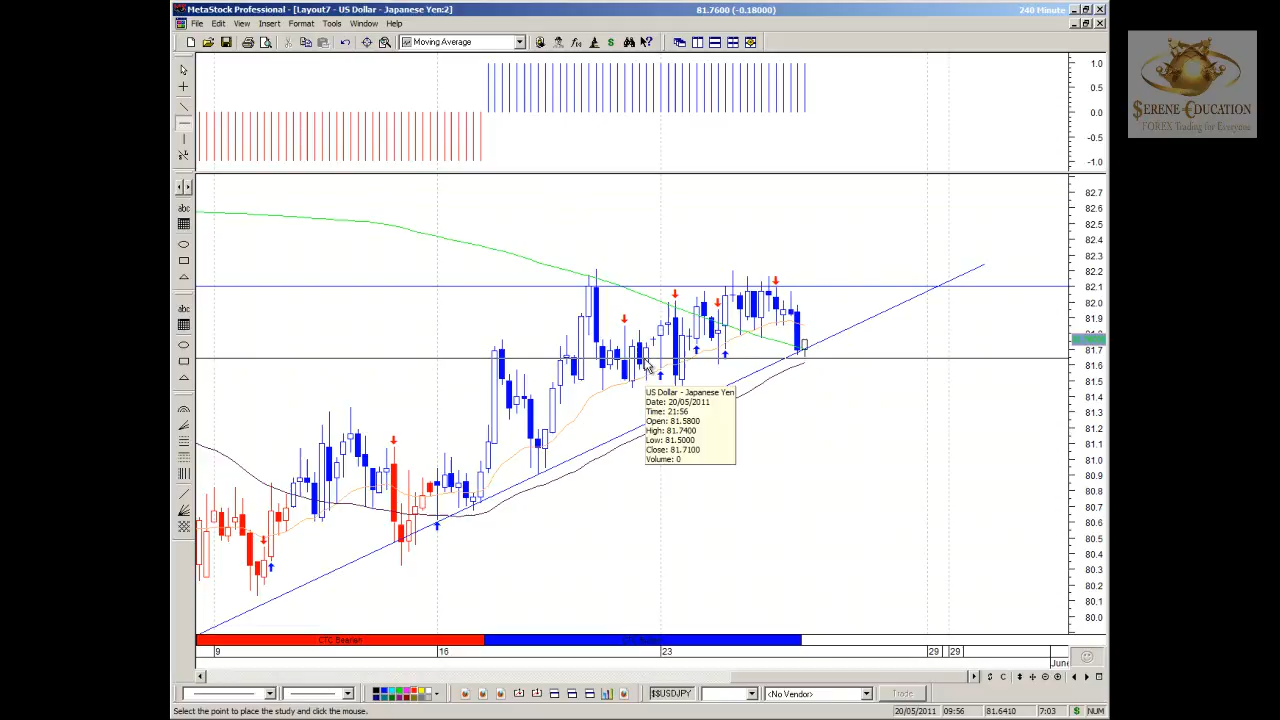 MetaStock Professional - [Layout7 - US Dollar - Japanese Yen:2]
81.7600 (-0.18000)
240 Minute
File Edit View Insert Format Tools Window Help
Moving Average
SERENE EDUCATION
FOREX Trading for Everyone
1.0
0.5
0.0
-0.5
-1.0
82.7
82.6
82.5
82.4
82.3
82.2
82.1
82.0
81.9
81.7
81.6
81.5
81.4
81.3
81.2
81.1
81.0
80.9
80.8
80.7
80.6
80.5
80.4
80.3
80.2
80.1
80.0
abc
abc
US Dollar - Japanese Yen
Date: 20/05/2011
Time: 21:56
Open: 81.5800
High: 81.7400
Low: 81.5000
Close: 81.7100
Volume: 0
CTC Bearish
9 16 23 29 29
June
C
$$USDJPY
<No Vendor>
Trade
Select the point to place the study and click the mouse.
20/05/2011 09:56 81.6410 7:03 $ NUM